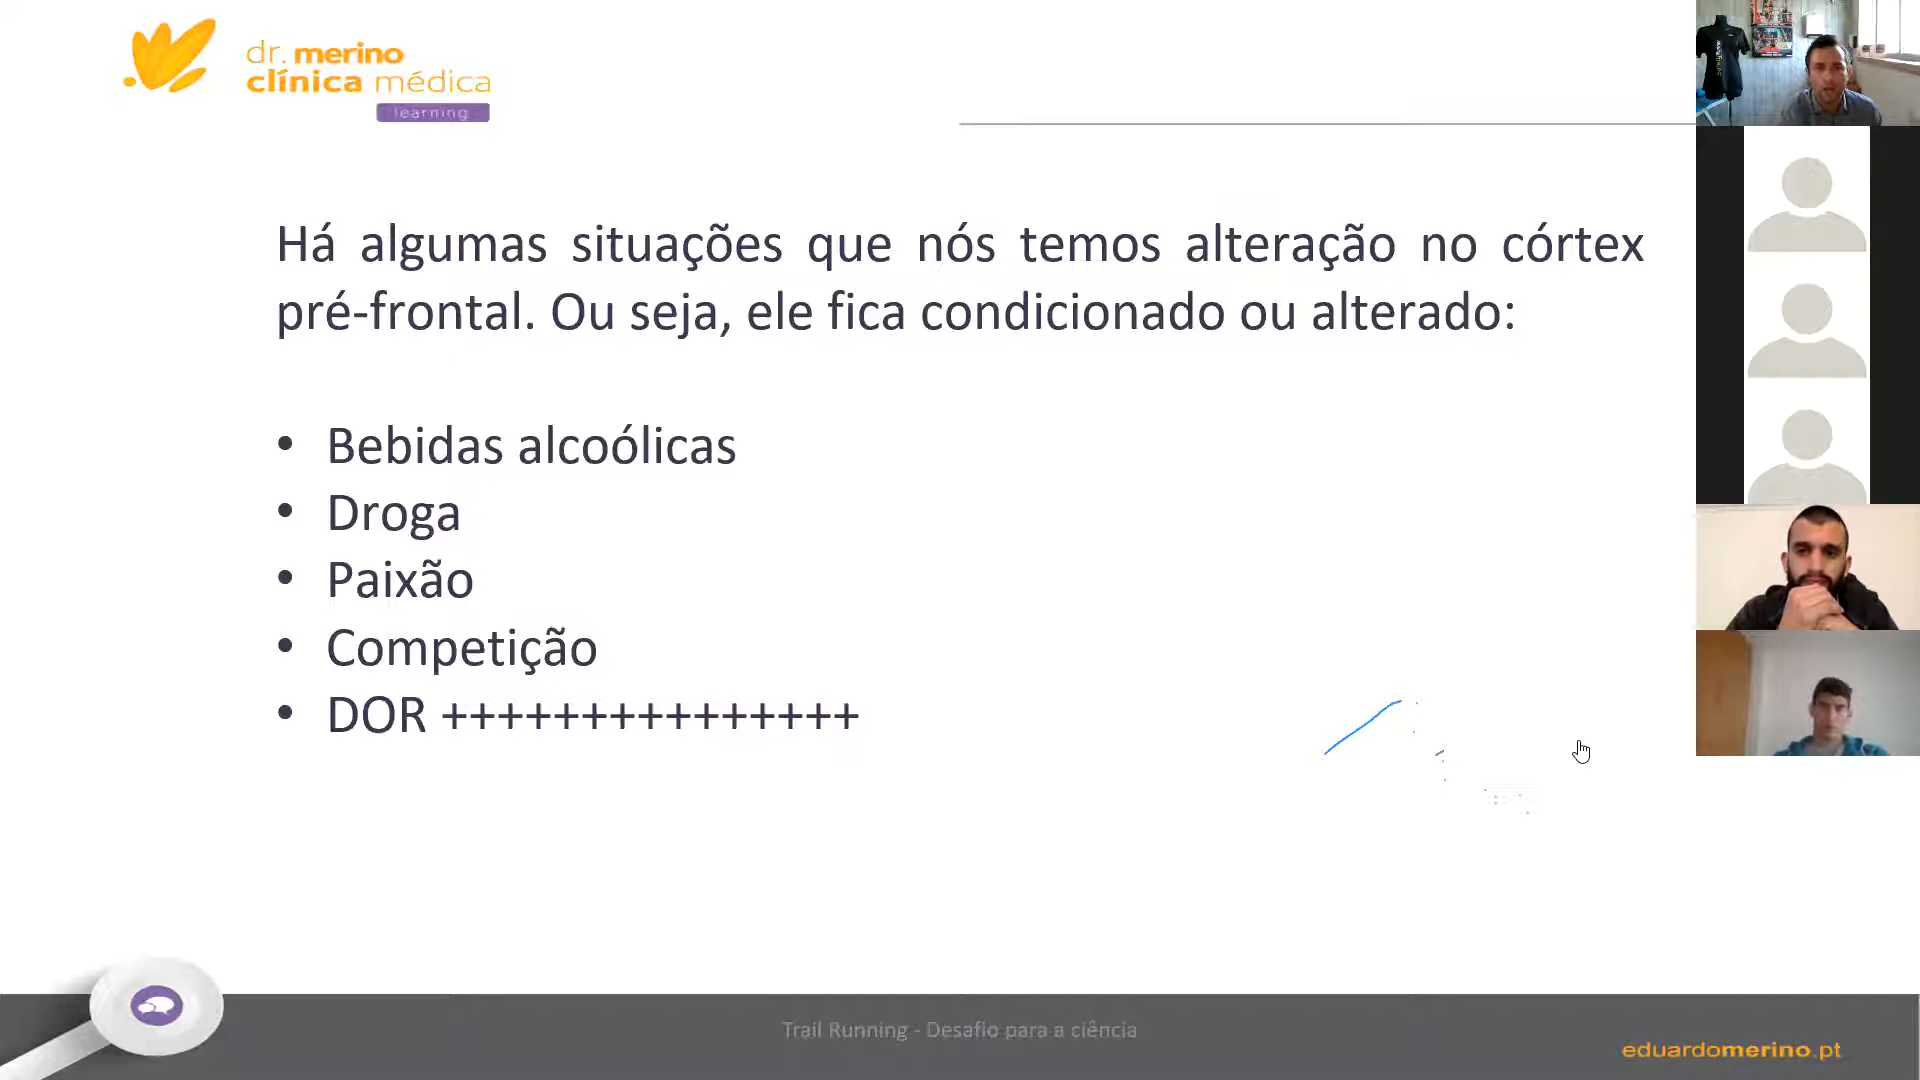 dr. merino
clínica médica
learning
Há algumas situações que nós temos alteração no córtex
pré-frontal. Ou seja, ele fica condicionado ou alterado:
• Bebidas alcoólicas
• Droga
• Paixão
• Competição
• DOR +++++++++++++++
Trail Running - Desafio para a ciência
eduardomerino.pt